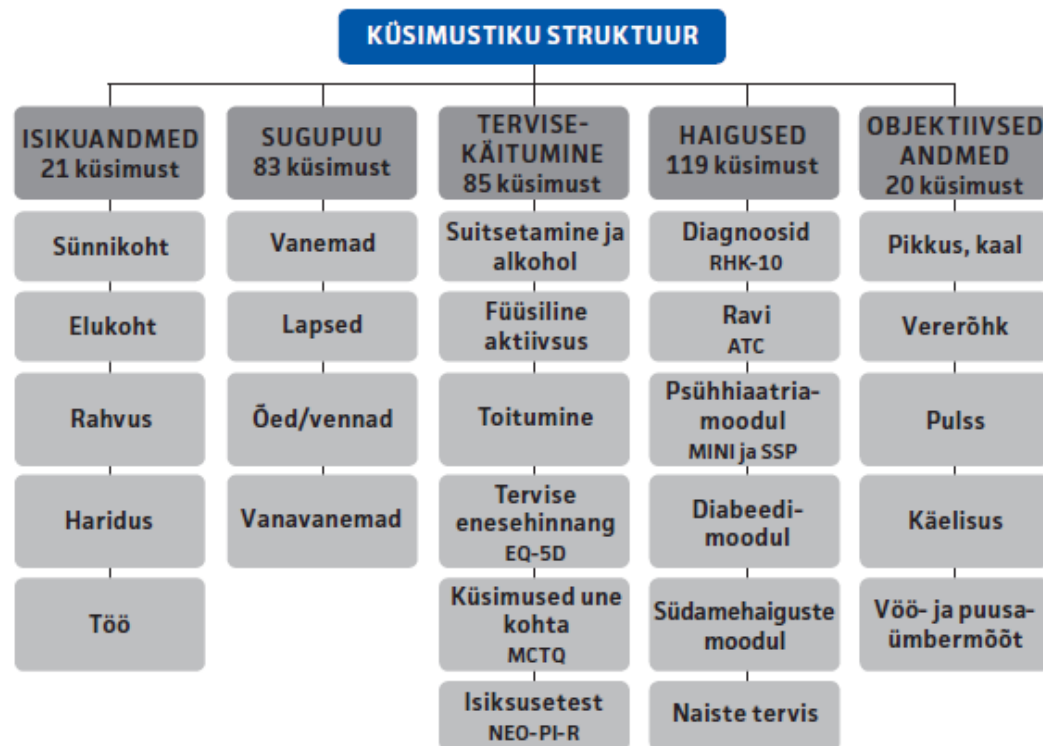 KÜSIMUSTIKU STRUKTUUR
ISIKUANDMED
21 küsimust
Sünnikoht
Elukoht
Rahvus
Haridus
Töö
SUGUPUU
83 küsimust
Vanemad
Lapsed
Õed/vennad
Vanavanemad
TERVISE-
KÄITUMINE
85 küsimust
Suitsetamine ja
alkohol
Füüsiline
aktiivsus
Toitumine
Tervise
enesehinnang
EQ-5D
Küsimused une
kohta
MCTQ
Isiksusetest
NEO-PI-R
HAIGUSED
119 küsimust
Diagnoosid
RHK-10
Ravi
ATC
Psühhiaatria-
moodul
MINI ja SSP
Diabeedi-
moodul
Südamehaiguste
moodul
Naiste tervis
OBJEKTIIVSED
ANDMED
20 küsimust
Pikkus, kaal
Vererõhk
Pulss
Käelisus
Vöö- ja puusa-
ümbermõõt